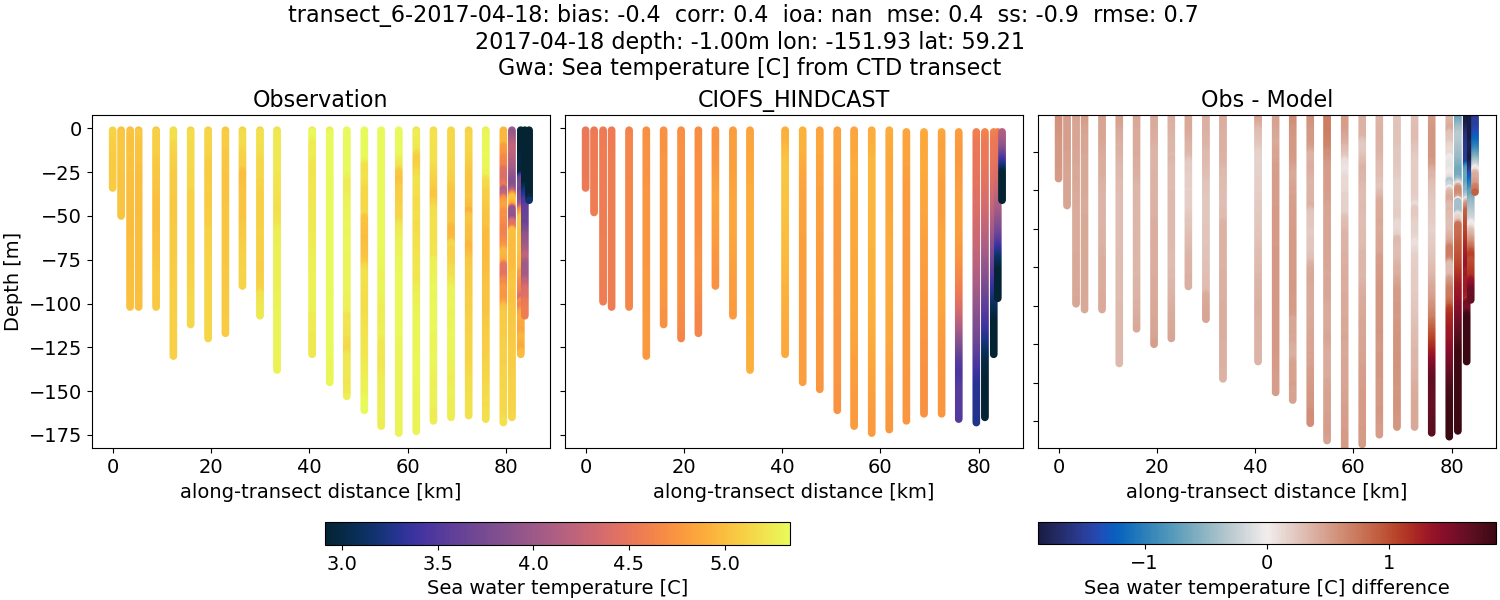 transect_6-2017-04-18: bias: -0.4  corr: 0.4  ioa: nan  mse: 0.4  ss: -0.9  rmse: 0.7
2017-04-18 depth: -1.00m lon: -151.93 lat: 59.21
Gwa: Sea temperature [C] from CTD transect
Observation
CIOFS_HINDCAST
Obs - Model
Depth [m]
0
−25
−50
−75
−100
−125
−150
−175
0 20 40 60 80
0 20 40 60 80
0 20 40 60 80
along-transect distance [km]
along-transect distance [km]
along-transect distance [km]
3.0 3.5 4.0 4.5 5.0
Sea water temperature [C]
−1 0 1
Sea water temperature [C] difference